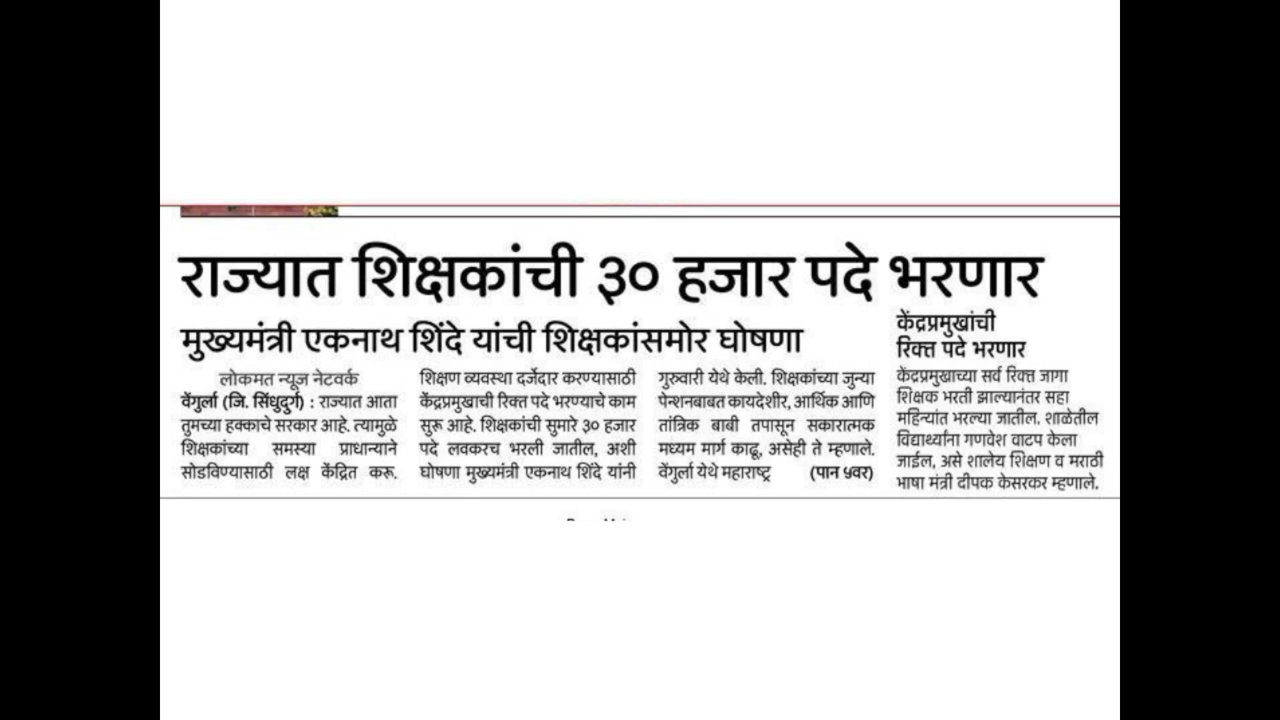 राज्यात शिक्षकांची ३० हजार पदे भरणार
मुख्यमंत्री एकनाथ शिंदे यांची शिक्षकांसमोर घोषणा
लोकमत न्यूज नेटवर्क
वेंगुर्ला (जि. सिंधुदुर्ग) : राज्यात आता
तुमच्या हक्काचे सरकार आहे. त्यामुळे
शिक्षकांच्या समस्या प्राधान्याने
सोडविण्यासाठी लक्ष केंद्रित करू.
शिक्षण व्यवस्था दर्जेदार करण्यासाठी
केंद्रप्रमुखाची रिक्त पदे भरण्याचे काम
सुरू आहे. शिक्षकांची सुमारे ३० हजार
पदे लवकरच भरली जातील, अशी
घोषणा मुख्यमंत्री एकनाथ शिंदे यांनी
गुरुवारी येथे केली. शिक्षकांच्या जुन्या
पेन्शनबाबत कायदेशीर, आर्थिक आणि
तांत्रिक बाबी तपासून सकारात्मक
मध्यम मार्ग काढू, असेही ते म्हणाले.
वेंगुर्ला येथे महाराष्ट्र (पान ५वर)
केंद्रप्रमुखांची
रिक्त पदे भरणार
केंद्रप्रमुखाच्या सर्व रिक्त जागा
शिक्षक भरती झाल्यानंतर सहा
महिन्यांत भरल्या जातील. शाळेतील
विद्यार्थ्यांना गणवेश वाटप केला
जाईल, असे शालेय शिक्षण व मराठी
भाषा मंत्री दीपक केसरकर म्हणाले.